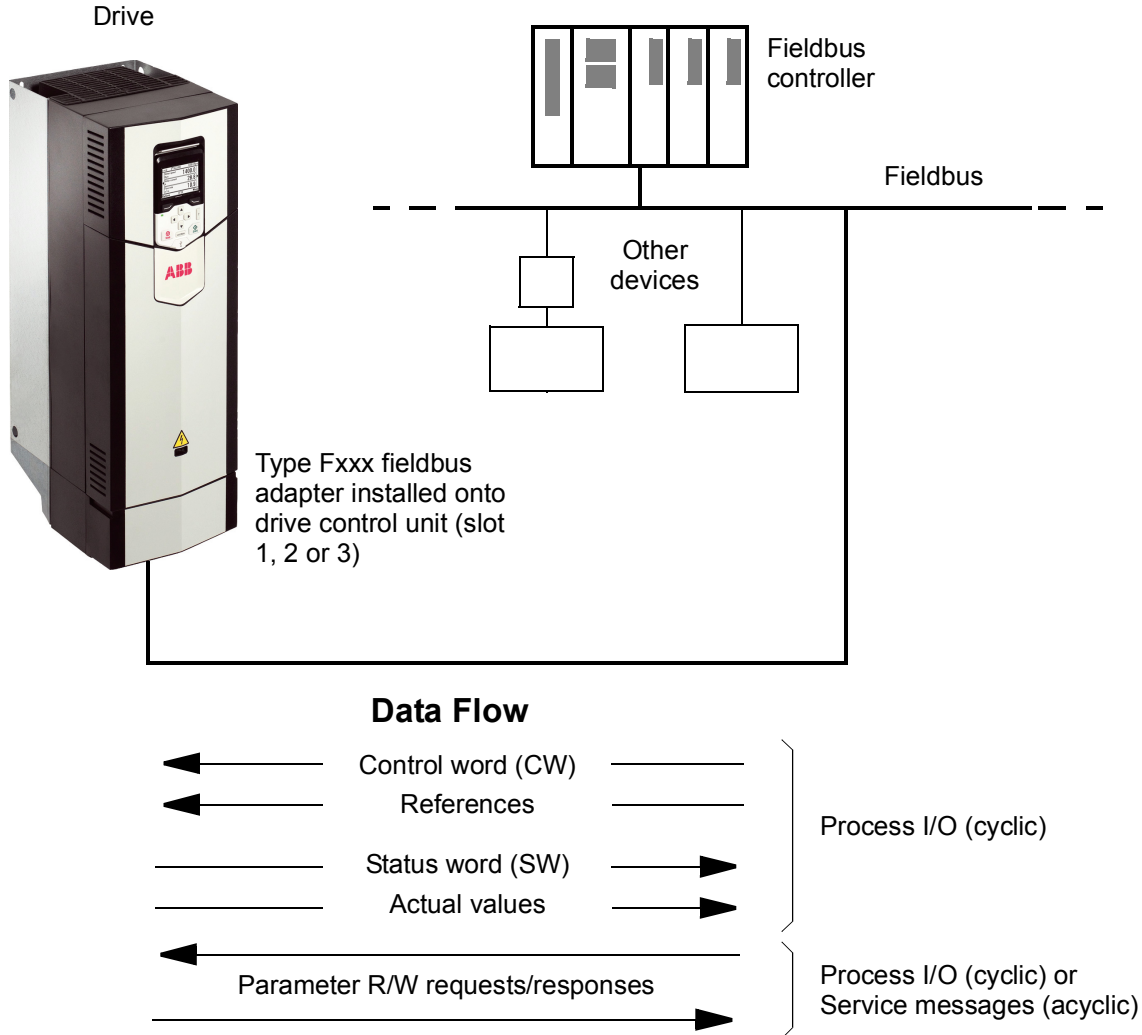 Drive
Fieldbus
controller
Fieldbus
Other
devices
ABB
Type Fxxx fieldbus
adapter installed onto
drive control unit (slot
1, 2 or 3)
Data Flow
Control word (CW)
References
Process I/O (cyclic)
Status word (SW)
Actual values
Parameter R/W requests/responses
Process I/O (cyclic) or
Service messages (acyclic)